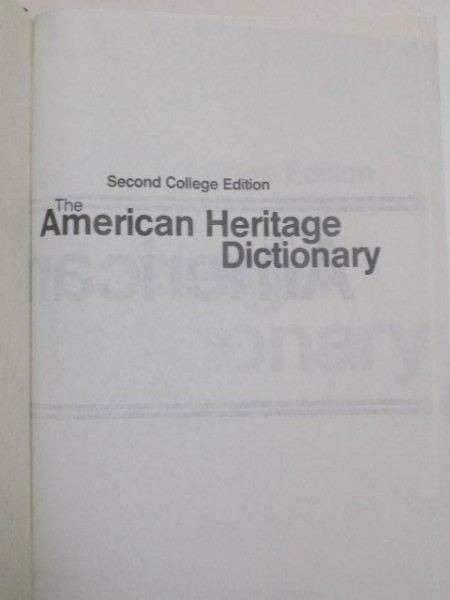 Second College Edition
The
American Heritage
Dictionary